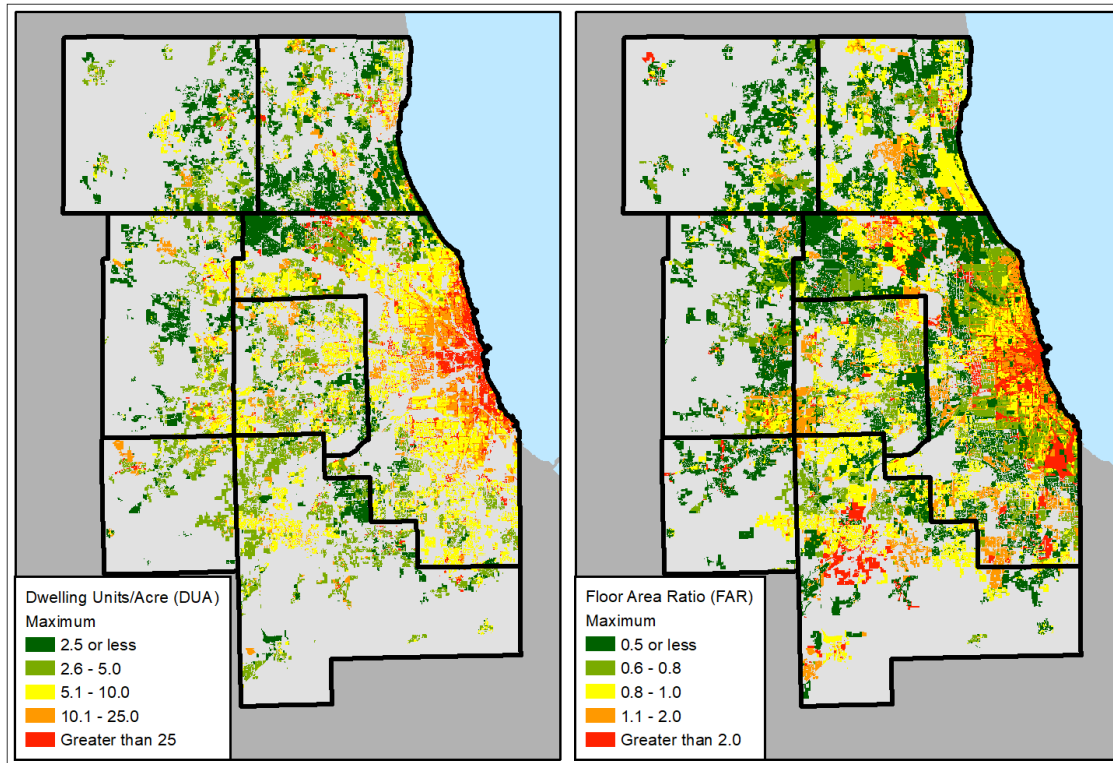 Dwelling Units/Acre (DUA)
Maximum
2.5 or less
2.6 - 5.0
5.1 - 10.0
10.1 - 25.0
Greater than 25
Floor Area Ratio (FAR)
Maximum
0.5 or less
0.6 - 0.8
0.8 - 1.0
1.1 - 2.0
Greater than 2.0